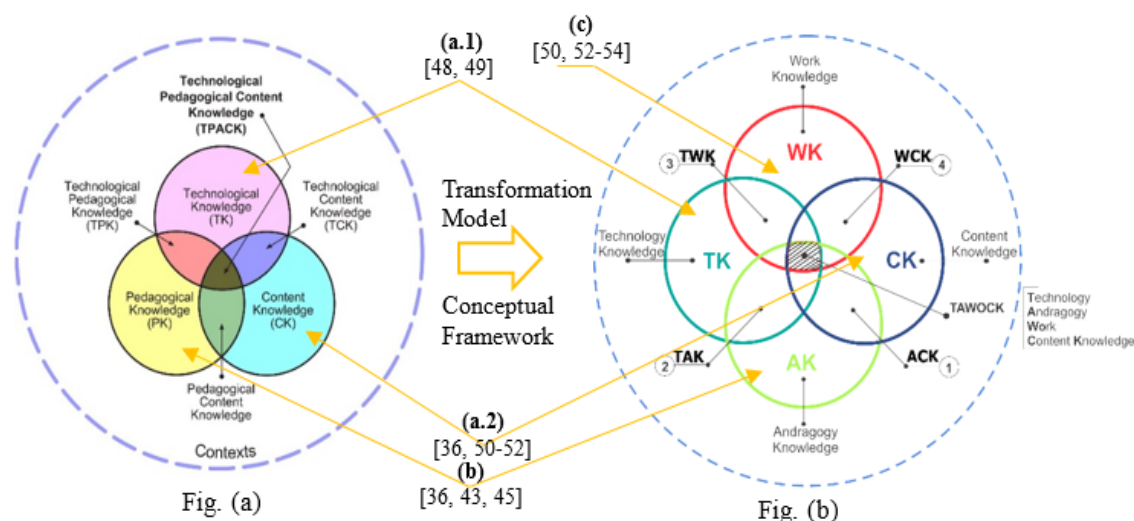 (a.1)
[48, 49]
(c)
[50, 52-54]
Technological
Pedagogical Content
Knowledge
(TPACK)
Technological
Pedagogical
Knowledge
(TPK)
Technological
Knowledge
(TK)
Technological
Content
Knowledge
(TCK)
Pedagogical
Knowledge
(PK)
Content
Knowledge
(CK)
Pedagogical
Content
Knowledge
Contexts
Fig. (a)
Transformation
Model
Conceptual
Framework
(a.2)
[36, 50-52]
(b)
[36, 43, 45]
Work
Knowledge
WK
3 TWK
WCK 4
Technology
Knowledge
TK
CK
Content
Knowledge
TAWOCK
Technology
Andragogy
Work
Content Knowledge
2 TAK
ACK 1
AK
Andragogy
Knowledge
Fig. (b)